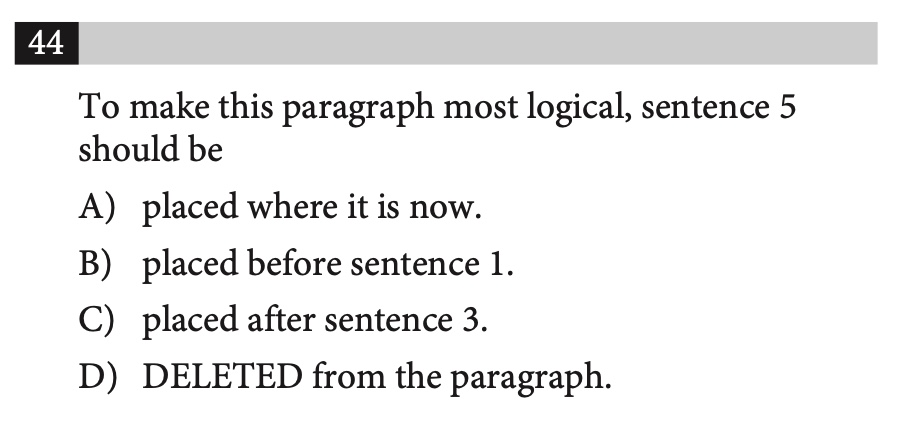 44
To make this paragraph most logical, sentence 5
should be
A) placed where it is now.
B) placed before sentence 1.
C) placed after sentence 3.
D) DELETED from the paragraph.